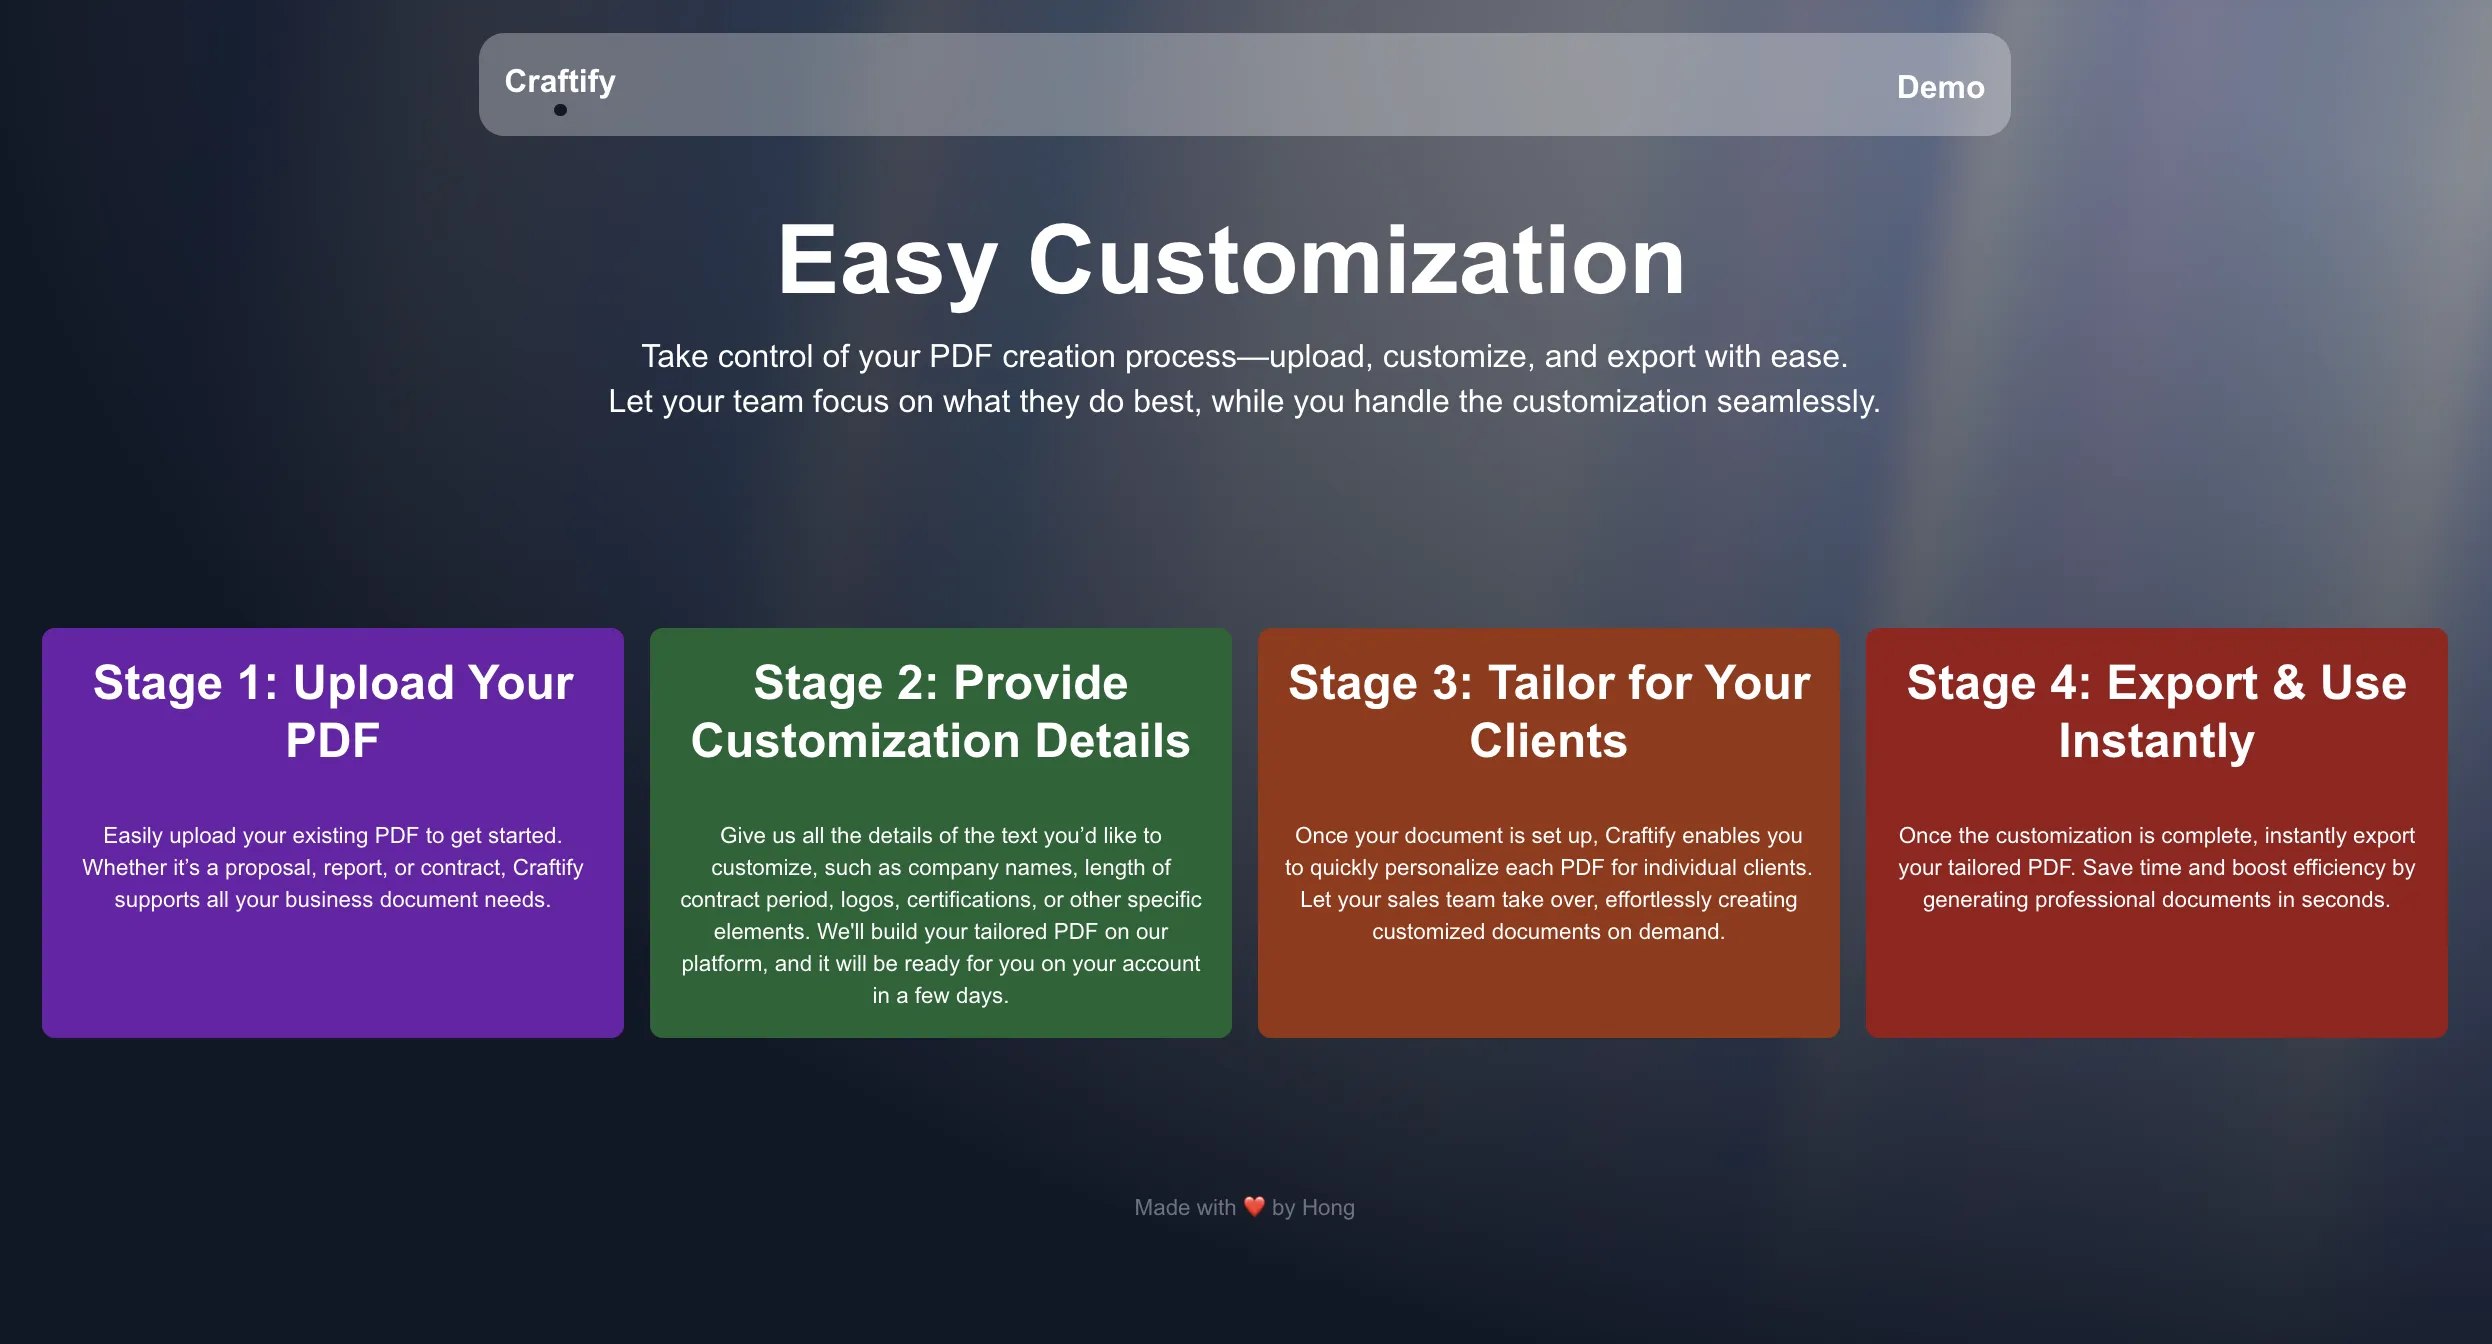 Craftify
Demo
Easy Customization
Take control of your PDF creation process—upload, customize, and export with ease.
Let your team focus on what they do best, while you handle the customization seamlessly.
Stage 1: Upload Your
PDF
Easily upload your existing PDF to get started.
Whether it’s a proposal, report, or contract, Craftify
supports all your business document needs.
Stage 2: Provide
Customization Details
Give us all the details of the text you’d like to
customize, such as company names, length of
contract period, logos, certifications, or other specific
elements. We'll build your tailored PDF on our
platform, and it will be ready for you on your account
in a few days.
Stage 3: Tailor for Your
Clients
Once your document is set up, Craftify enables you
to quickly personalize each PDF for individual clients.
Let your sales team take over, effortlessly creating
customized documents on demand.
Stage 4: Export & Use
Instantly
Once the customization is complete, instantly export
your tailored PDF. Save time and boost efficiency by
generating professional documents in seconds.
Made with ❤️ by Hong